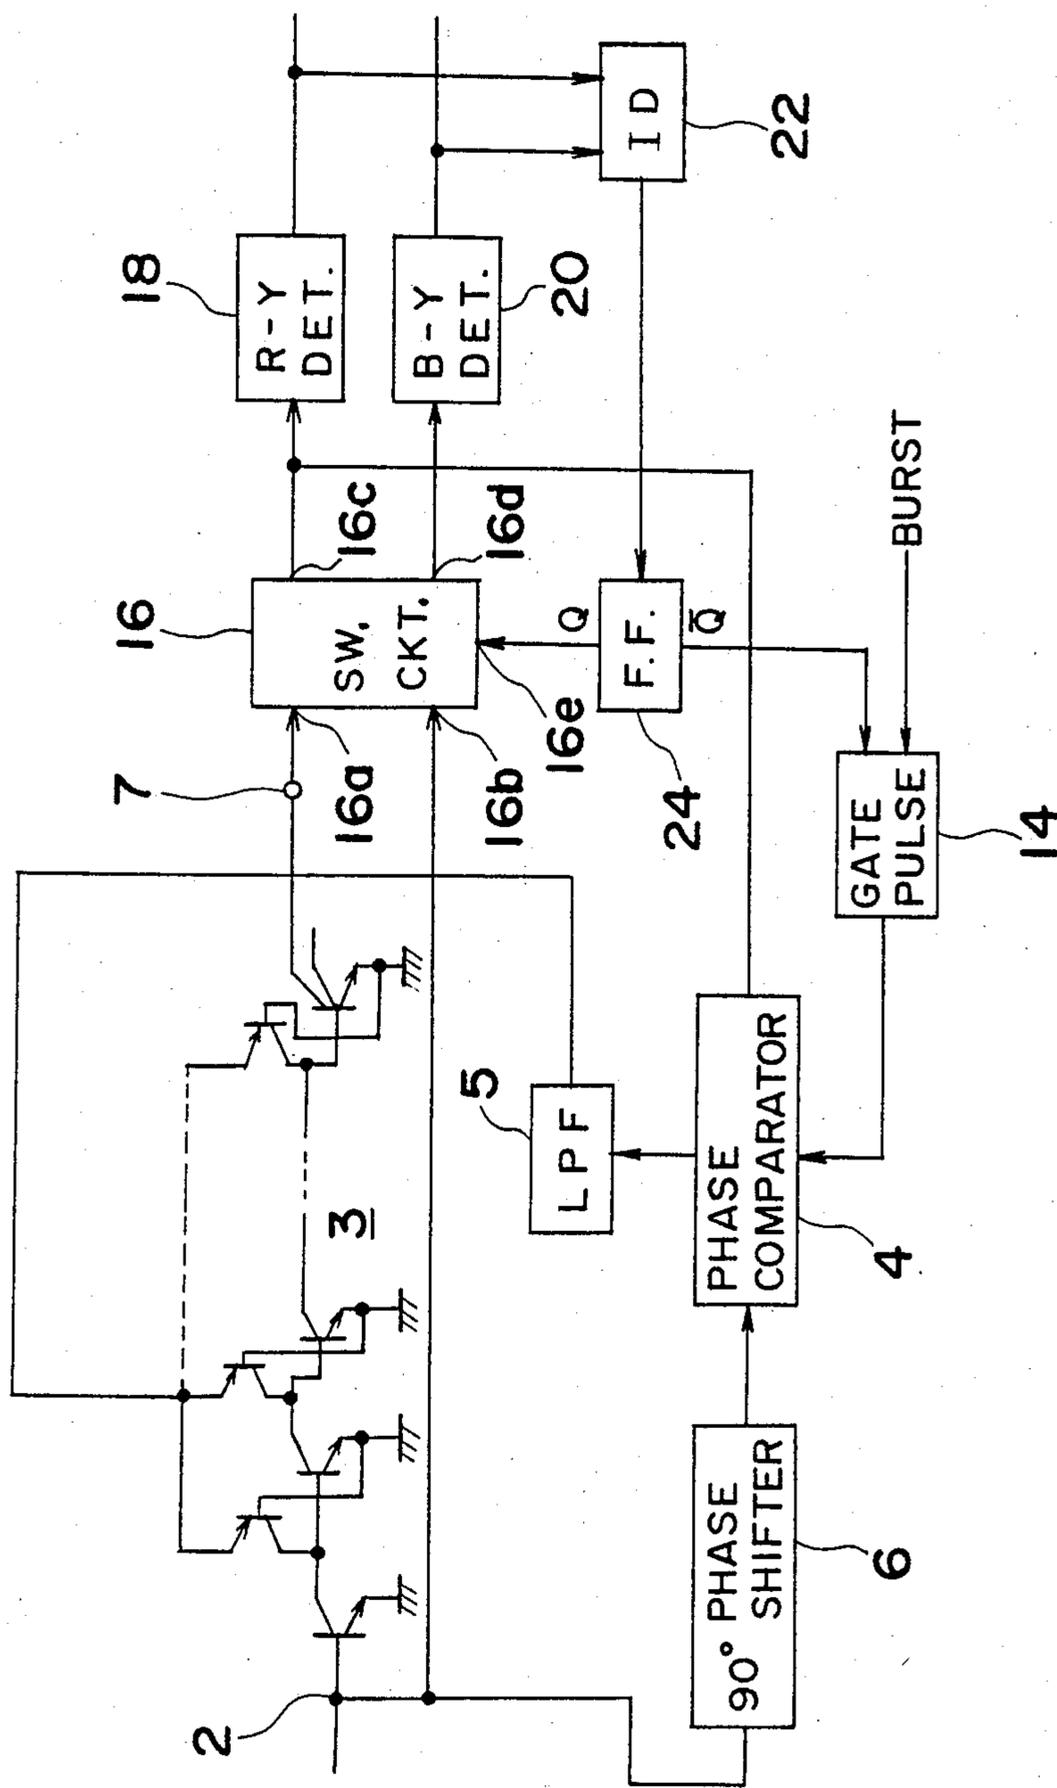 2
3
7
16a
16b
16
SW.
CKT.
16c
16d
16e
18
R-Y
DET.
B-Y
DET.
20
ID
22
5
LPF
Q
F.F.
Q̅
24
90° PHASE
SHIFTER
6
PHASE
COMPARATOR
4
GATE
PULSE
14
BURST